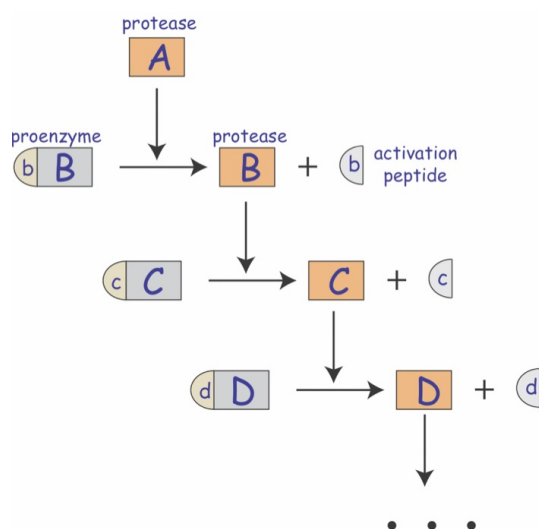 protease
A
proenzyme
protease
b B
B + b
activation
peptide
c C
C + c
d D
D + d
• • •